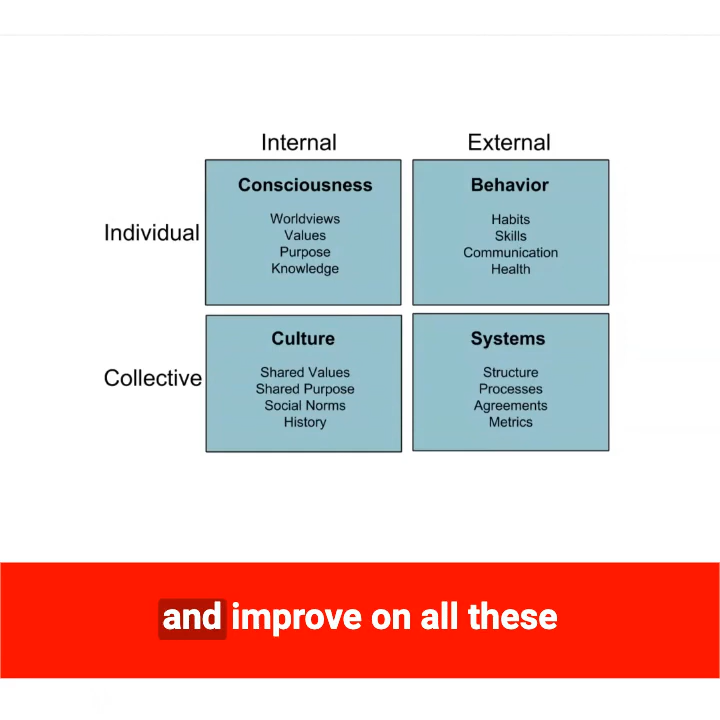 Internal External
Individual
Consciousness
Worldviews
Values
Purpose
Knowledge
Behavior
Habits
Skills
Communication
Health
Collective
Culture
Shared Values
Shared Purpose
Social Norms
History
Systems
Structure
Processes
Agreements
Metrics
and improve on all these